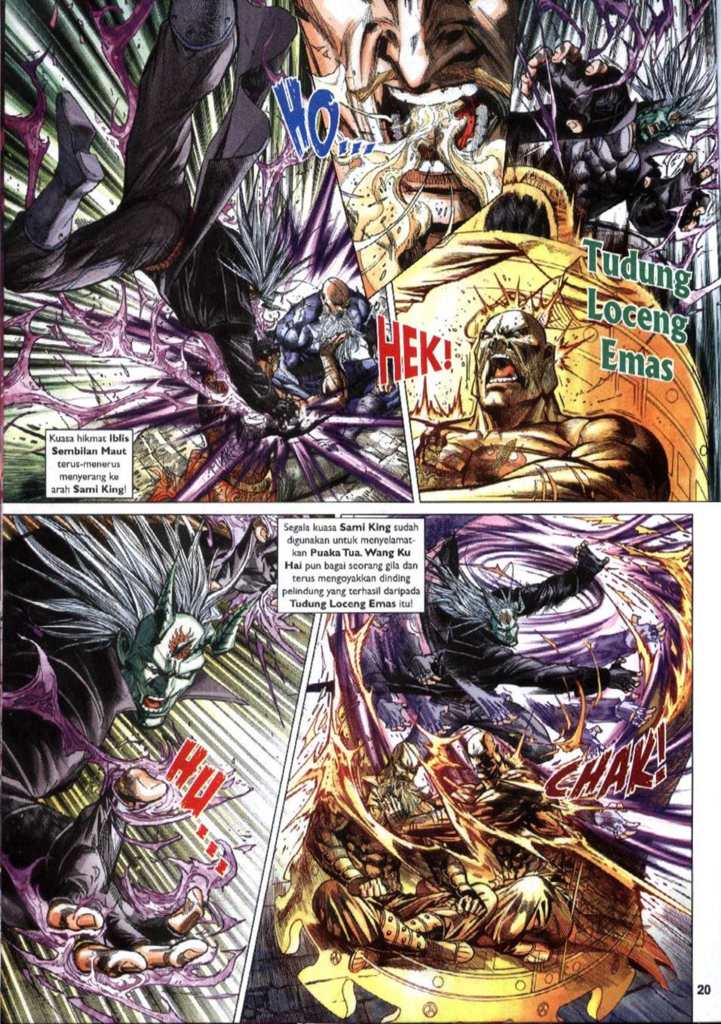 HO...
HEK!
Tudung
Loceng
Emas
Kuasa hikmat Iblis
Sembilan Maut
terus-menerus
menyerang ke
arah Sami King!
Segala kuasa Sami King sudah
digunakan untuk menyelamat-
kan Puaka Tua. Wang Ku
Hai pun bagai seorang gila dan
terus mengoyakkan dinding
pelindung yang terhasil daripada
Tudung Loceng Emas itu!
HU...
CHAK!
20